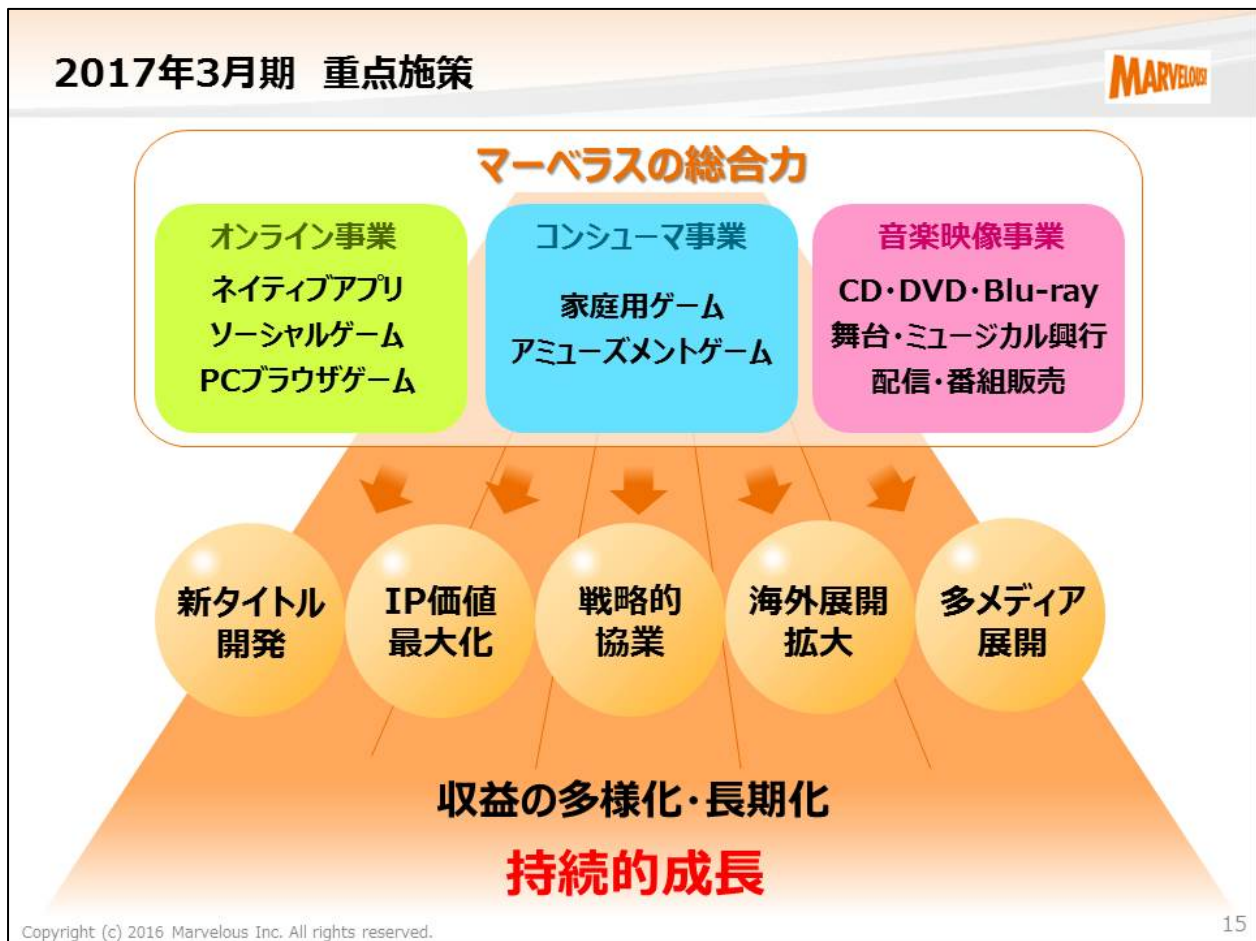 2017年3月期 重点施策
MARVELOUS!
マーベラスの総合力
オンライン事業
ネイティブアプリ
ソーシャルゲーム
PCブラウザゲーム
コンシューマ事業
家庭用ゲーム
アミューズメントゲーム
音楽映像事業
CD・DVD・Blu-ray
舞台・ミュージカル興行
配信・番組販売
新タイトル
開発
IP価値
最大化
戦略的
協業
海外展開
拡大
多メディア
展開
収益の多様化・長期化
持続的成長
Copyright (c) 2016 Marvelous Inc. All rights reserved.
15